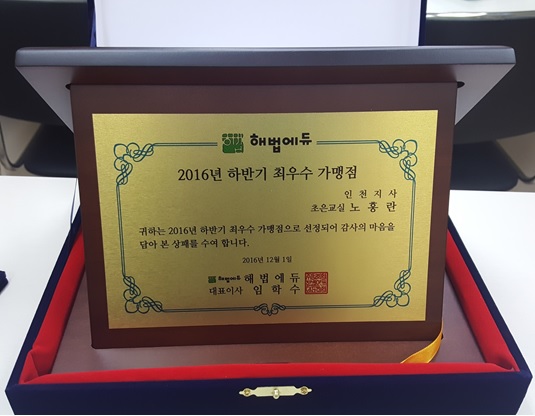 해법에듀
2016년 하반기 최우수 가맹점
인천지사
초은교실 노홍란
귀하는 2016년 하반기 최우수 가맹점으로 선정되어 감사의 마음을
담아 본 상패를 수여 합니다.
2016년 12월 1일
해법에듀 해법에듀
대표이사 임학수